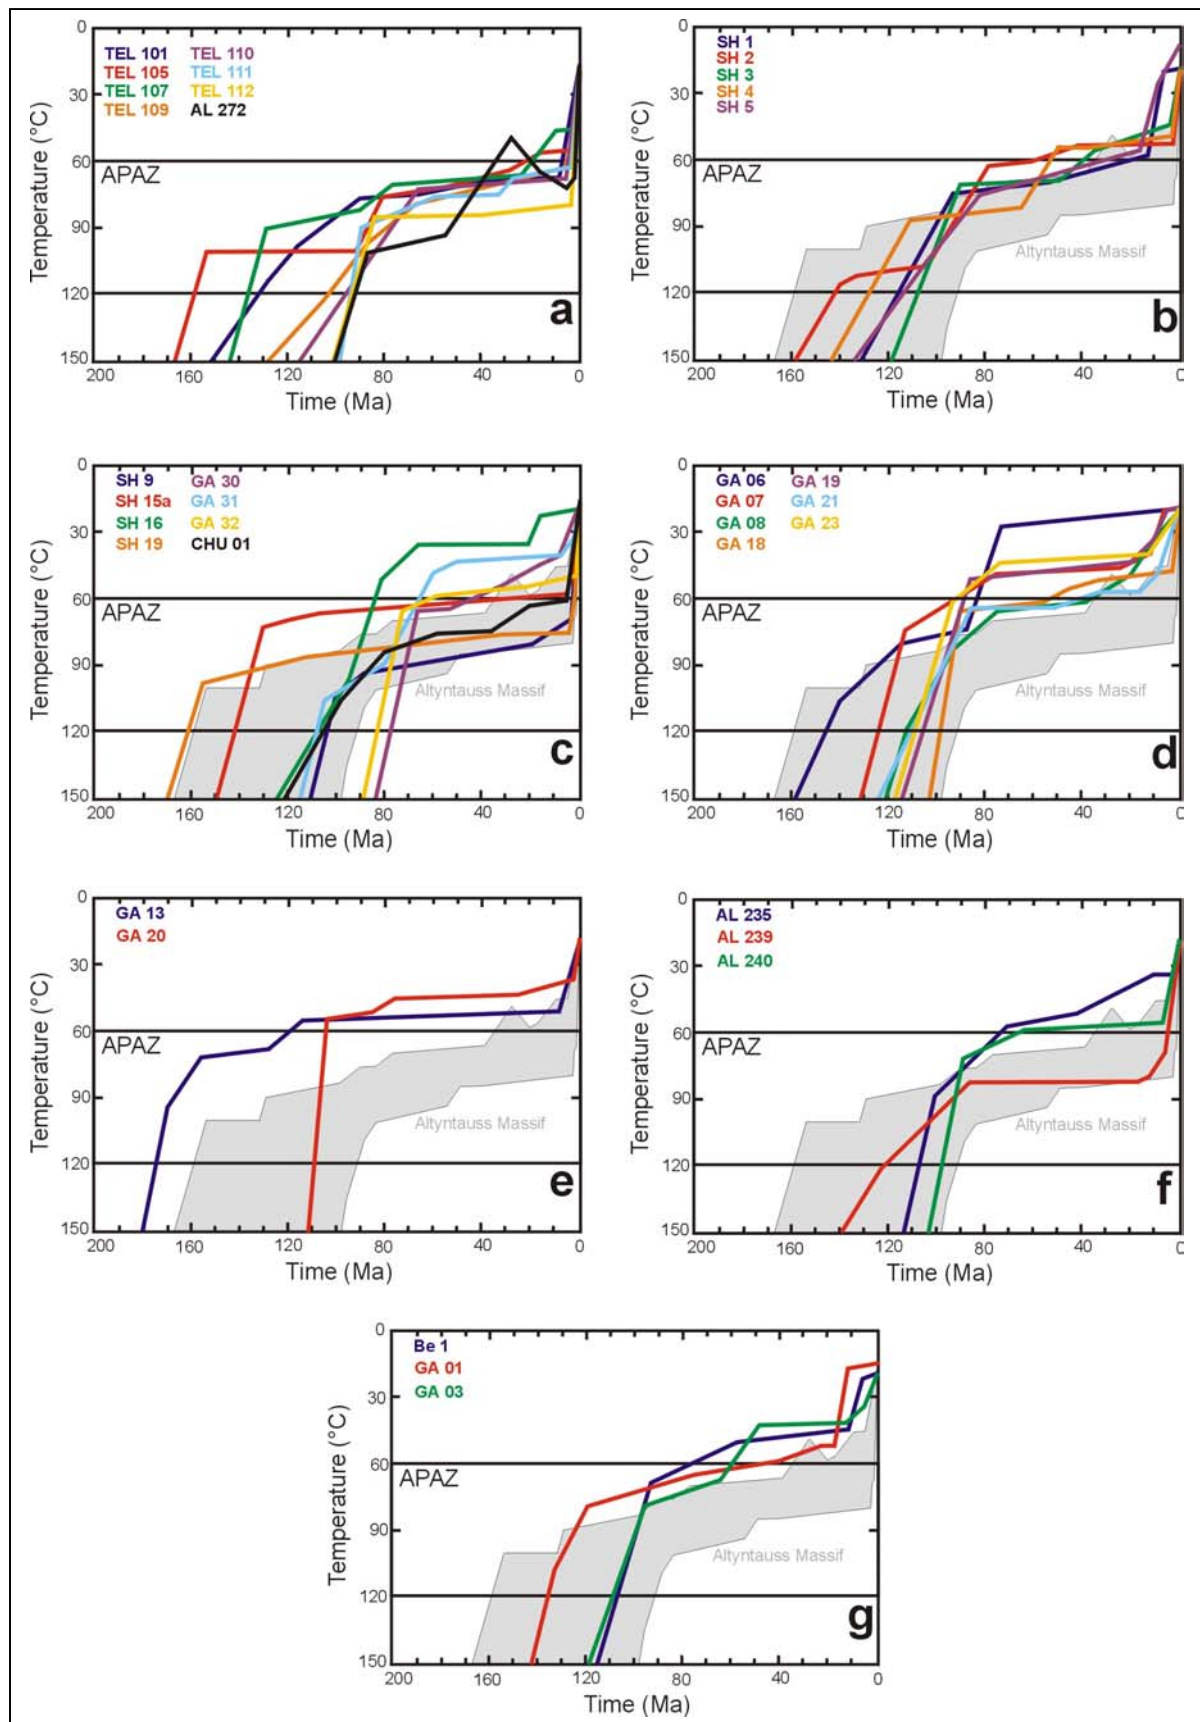 TEL 101 TEL 110
TEL 105 TEL 111
TEL 107 TEL 112
TEL 109 AL 272
0
30
60
90
120
150
Temperature (°C)
APAZ
a
200 160 120 80 40 0
Time (Ma)
SH 1
SH 2
SH 3
SH 4
SH 5
0
30
60
90
120
150
Temperature (°C)
APAZ
Altyntauss Massif
b
200 160 120 80 40 0
Time (Ma)
SH 9 GA 30
SH 15a GA 31
SH 16 GA 32
SH 19 CHU 01
0
30
60
90
120
150
Temperature (°C)
APAZ
Altyntauss Massif
c
200 160 120 80 40 0
Time (Ma)
GA 06 GA 19
GA 07 GA 21
GA 08 GA 23
GA 18
0
30
60
90
120
150
Temperature (°C)
APAZ
Altyntauss Massif
d
200 160 120 80 40 0
Time (Ma)
GA 13
GA 20
0
30
60
90
120
150
Temperature (°C)
APAZ
Altyntauss Massif
e
200 160 120 80 40 0
Time (Ma)
AL 235
AL 239
AL 240
0
30
60
90
120
150
Temperature (°C)
APAZ
Altyntauss Massif
f
200 160 120 80 40 0
Time (Ma)
Be 1
GA 01
GA 03
0
30
60
90
120
150
Temperature (°C)
APAZ
Altyntauss Massif
g
200 160 120 80 40 0
Time (Ma)